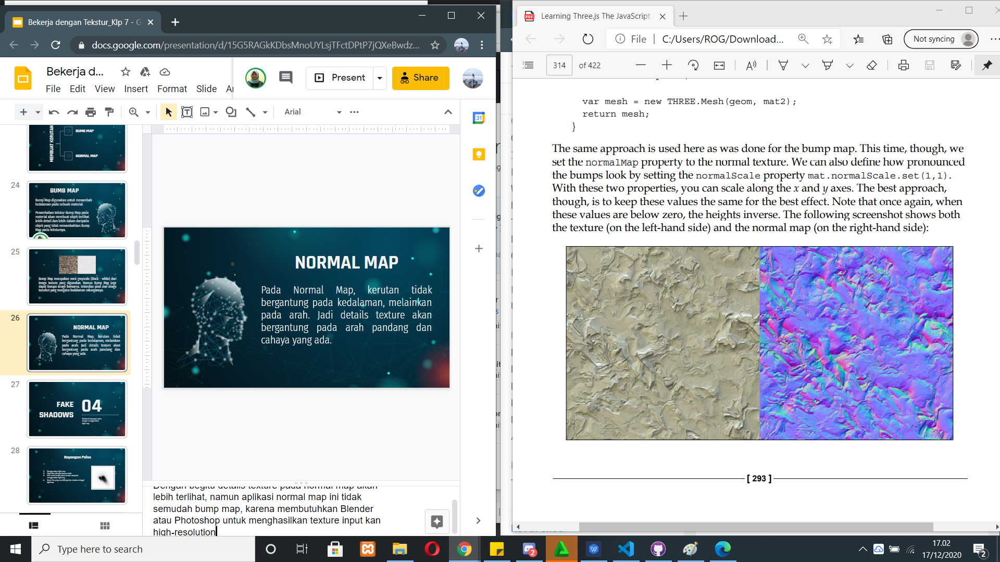 Bekerja dengan Tekstur_Klp 7 - G
docs.google.com/presentation/d/15G5RAGkKDbsMnoUYLsjTFctDPtP7jQXeBwdz...
Bekerja d...
File Edit View Insert Format Slide
Present
Share
Arial
MEMBUAT KERUTAN
BUMB MAP
NORMAL MAP
24
BUMB MAP
Bump Map digunakan untuk menambah
kedalaman pada sebuah material.
Penambahan tekstur Bump Map pada
material akan membuat objek terlihat
lebih detail dan lebih dalam daripada
objek yang tidak menambahkan Bump
Map pada teksturnya.
25
Bump Map merupakan versi greyscale (black - white) dari
image texture yang digunakan. Namun Bump Map juga
dapat berupa image berwarna. Intensitas pixel dari image
tersebut yang mengatur kedalaman cekungannya.
26
NORMAL MAP
Pada Normal Map, kerutan tidak
bergantung pada kedalaman, melainkan
pada arah. Jadi details texture akan
bergantung pada arah pandang dan
cahaya yang ada.
27
FAKE
SHADOWS
04
28
Bayangan Palsu
NORMAL MAP
Pada Normal Map, kerutan tidak
bergantung pada kedalaman, melainkan
pada arah. Jadi details texture akan
bergantung pada arah pandang dan
cahaya yang ada.
Dengan begitu details texture pada normal map akan
lebih terlihat, namun aplikasi normal map ini tidak
semudah bump map, karena membutuhkan Blender
atau Photoshop untuk menghasilkan texture input kan
high-resolution
Learning Three.js The JavaScript
File C:/Users/ROG/Download...
Not syncing
314 of 422
var mesh = new THREE.Mesh(geom, mat2);
return mesh;
}
The same approach is used here as was done for the bump map. This time, though, we
set the normalMap property to the normal texture. We can also define how pronounced
the bumps look by setting the normalScale property mat.normalScale.set(1,1).
With these two properties, you can scale along the x and y axes. The best approach,
though, is to keep these values the same for the best effect. Note that once again, when
these values are below zero, the heights inverse. The following screenshot shows both
the texture (on the left-hand side) and the normal map (on the right-hand side):
[ 293 ]
Type here to search
2
17.02
17/12/2020
2